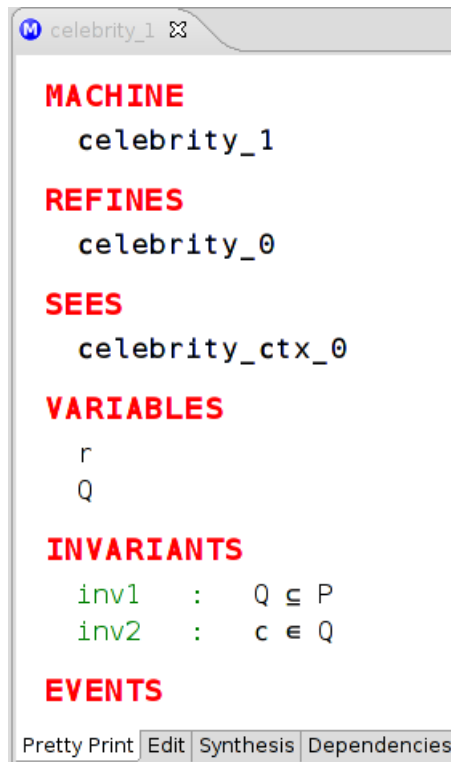 M celebrity_1
MACHINE
celebrity_1
REFINES
celebrity_0
SEES
celebrity_ctx_0
VARIABLES
r
Q
INVARIANTS
inv1 : Q ⊆ P
inv2 : c ∈ Q
EVENTS
Pretty Print Edit Synthesis Dependencies